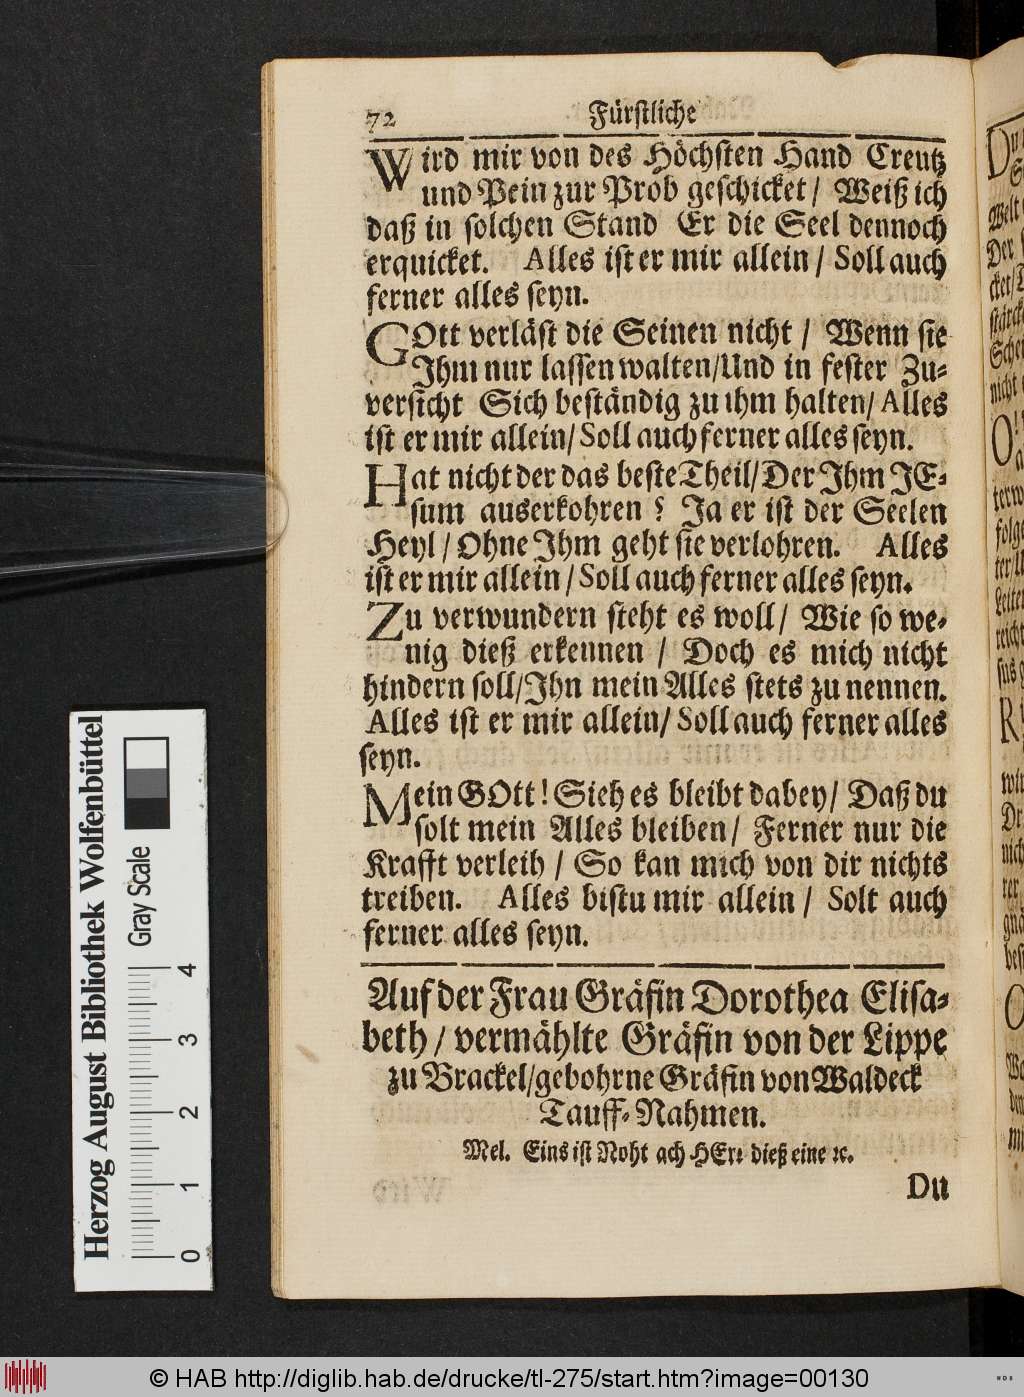 72 Fürstliche
Wird mir von des Höchsten Hand Creutz
und Pein zur Prob geschicket / Weiß ich
daß in solchen Stand Er die Seel dennoch
erquicket. Alles ist er mir allein / Soll auch
ferner alles seyn.
GOtt verläst die Seinen nicht / Wenn sie
Ihm nur lassen walten/Und in fester Zu-
versicht Sich beständig zu ihm halten/ Alles
ist er mir allein/ Soll auch ferner alles seyn.
Hat nicht der das beste Theil/Der Ihm JE-
sum auserkohren? Ja er ist der Seelen
Heyl / Ohne Ihm geht sie verlohren. Alles
ist er mir allein / Soll auch ferner alles seyn.
Zu verwundern steht es woll / Wie so we-
nig dieß erkennen / Doch es mich nicht
hindern soll/Ihn mein Alles stets zu nennen.
Alles ist er mir allein/ Soll auch ferner alles
seyn.
Mein GOtt! Sieh es bleibt dabey/ Daß du
solt mein Alles bleiben / Ferner nur die
Krafft verleih / So kan mich von dir nichts
treiben. Alles bistu mir allein / Solt auch
ferner alles seyn.
Auf der Frau Gräfin Dorothea Elisa-
beth / vermählte Gräfin von der Lippe
zu Brackel/gebohrne Gräfin von Waldeck
Tauff-Nahmen.
Mel. Eins ist Noht ach HErr dieß eine ꝛc.
Du
Herzog August Bibliothek Wolfenbüttel
Gray Scale
0 1 2 3 4
© HAB http://diglib.hab.de/drucke/tl-275/start.htm?image=00130